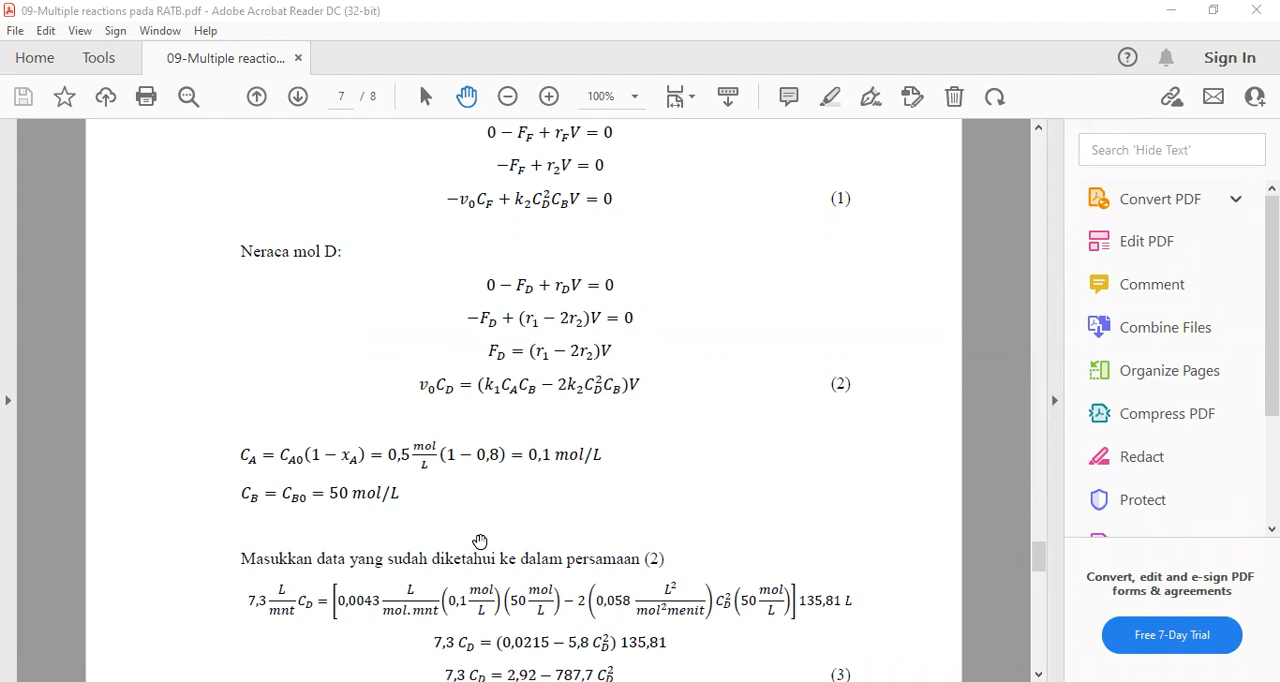 09-Multiple reactions pada RATB.pdf - Adobe Acrobat Reader DC (32-bit)
File Edit View Sign Window Help
Home Tools 09-Multiple reactio... × Sign In
7 / 8 100%
0 − F_F + r_F V = 0
−F_F + r_2 V = 0
−v_0 C_F + k_2 C_D^2 C_B V = 0 (1)
Neraca mol D:
0 − F_D + r_D V = 0
−F_D + (r_1 − 2r_2)V = 0
F_D = (r_1 − 2r_2)V
v_0 C_D = (k_1 C_A C_B − 2k_2 C_D^2 C_B)V (2)
C_A = C_A0(1 − x_A) = 0,5 mol/L (1 − 0,8) = 0,1 mol/L
C_B = C_B0 = 50 mol/L
Masukkan data yang sudah diketahui ke dalam persamaan (2)
7,3 L/mnt C_D = [0,0043 L/mol.mnt (0,1 mol/L)(50 mol/L) − 2(0,058 L^2/mol^2menit) C_D^2 (50 mol/L)] 135,81 L
7,3 C_D = (0,0215 − 5,8 C_D^2) 135,81
7,3 C_D = 2,92 − 787,7 C_D^2 (3)
Search 'Hide Text'
Convert PDF
Edit PDF
Comment
Combine Files
Organize Pages
Compress PDF
Redact
Protect
Convert, edit and e-sign PDF
forms & agreements
Free 7-Day Trial